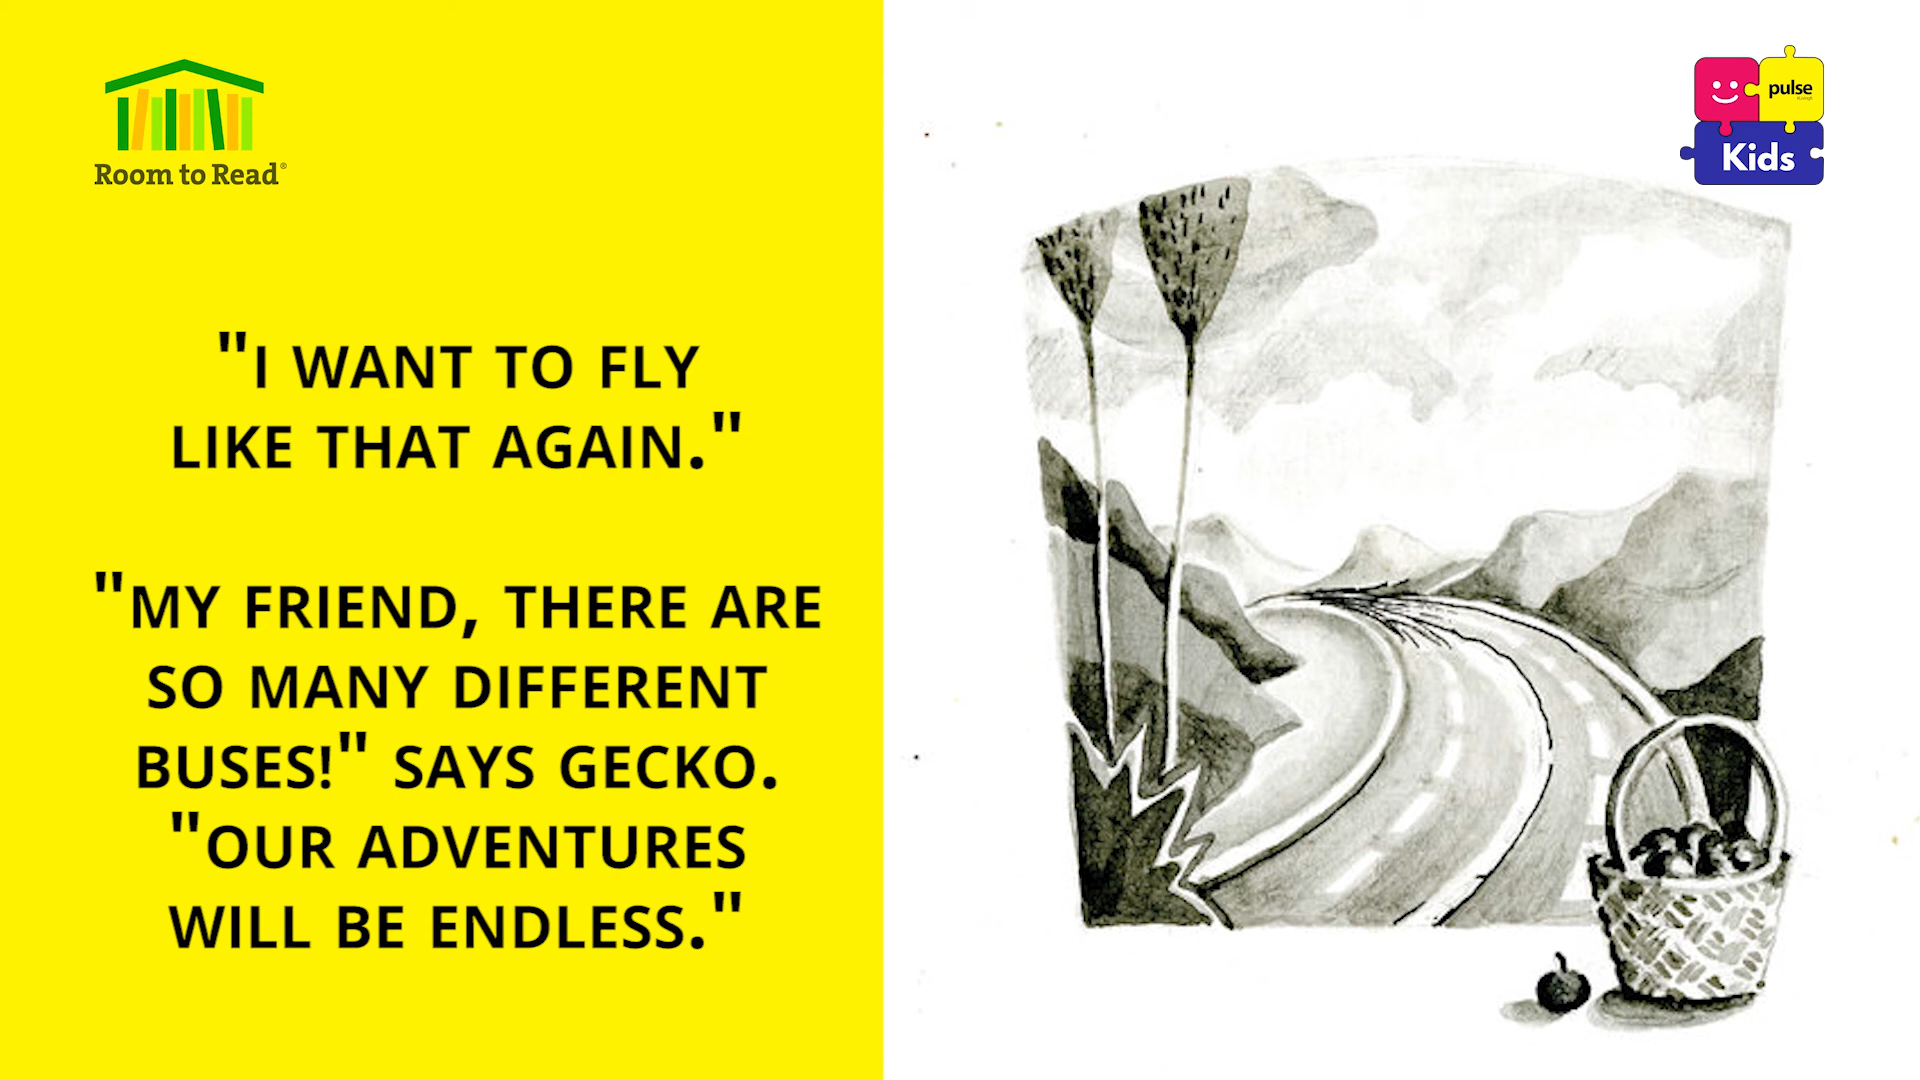 Room to Read®
pulse
Kids
"I WANT TO FLY
LIKE THAT AGAIN."
"MY FRIEND, THERE ARE
SO MANY DIFFERENT
BUSES!" SAYS GECKO.
"OUR ADVENTURES
WILL BE ENDLESS."